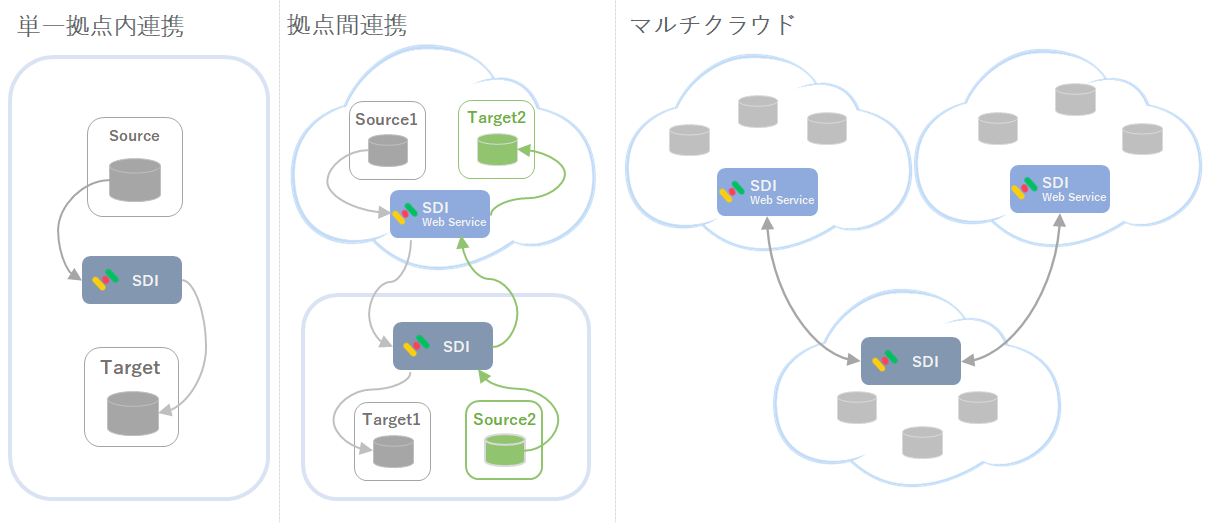 単一拠点内連携
Source
SDI
Target
拠点間連携
Source1
Target2
SDI
Web Service
SDI
Target1
Source2
マルチクラウド
SDI
Web Service
SDI
Web Service
SDI